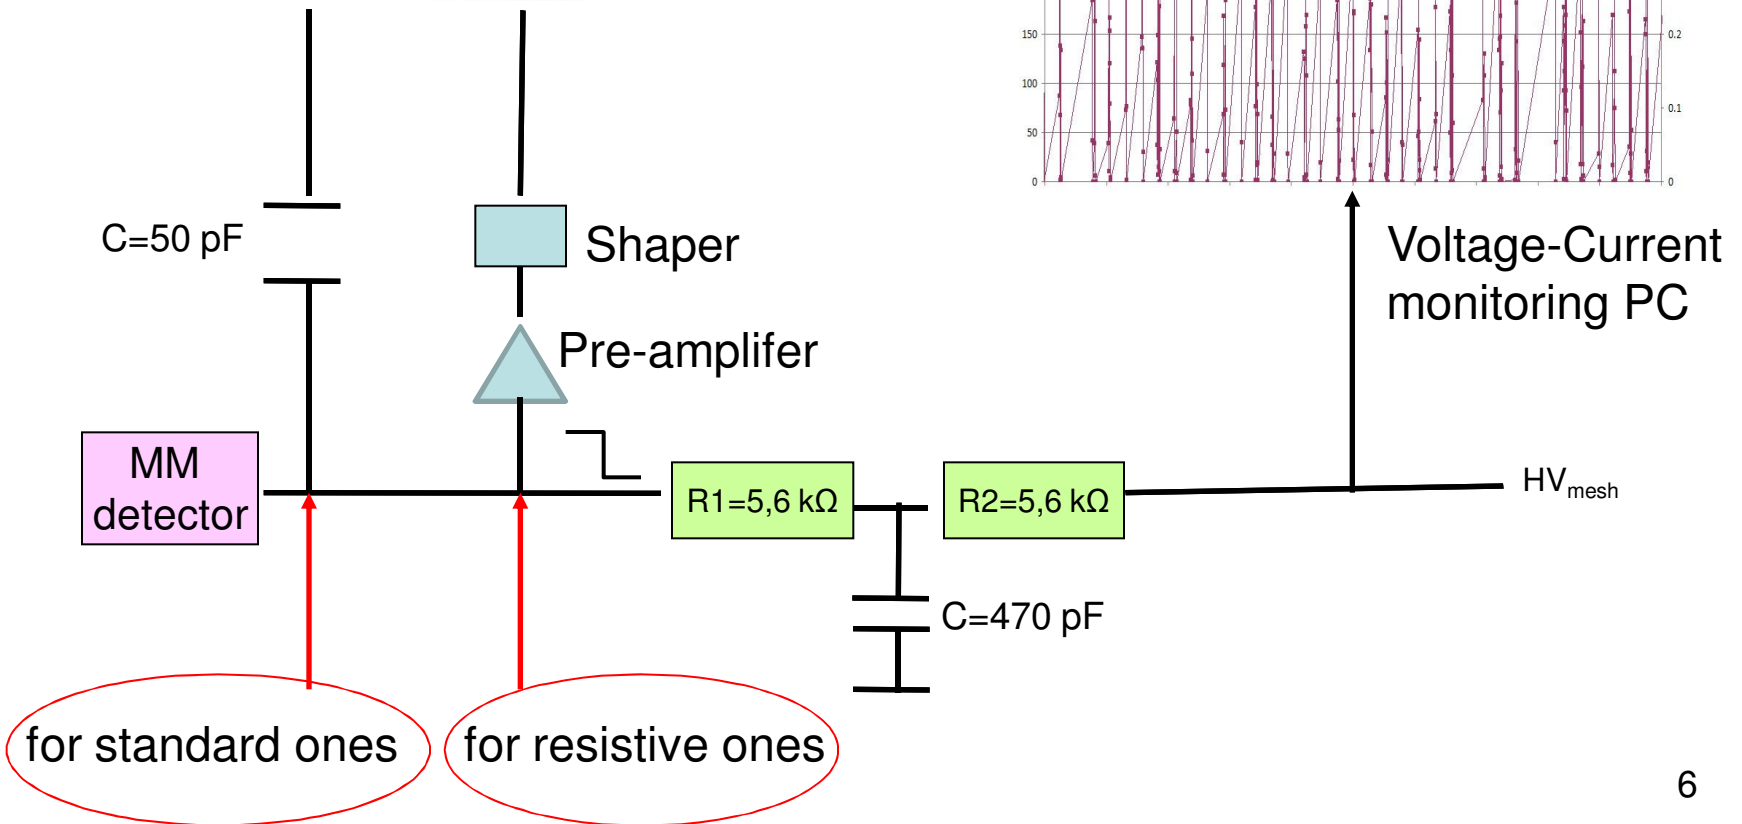 150
0.2
100
0.1
50
0
0
C=50 pF
Shaper
Voltage-Current
monitoring PC
Pre-amplifer
MM
detector
R1=5,6 kΩ
R2=5,6 kΩ
HVmesh
C=470 pF
for standard ones
for resistive ones
6